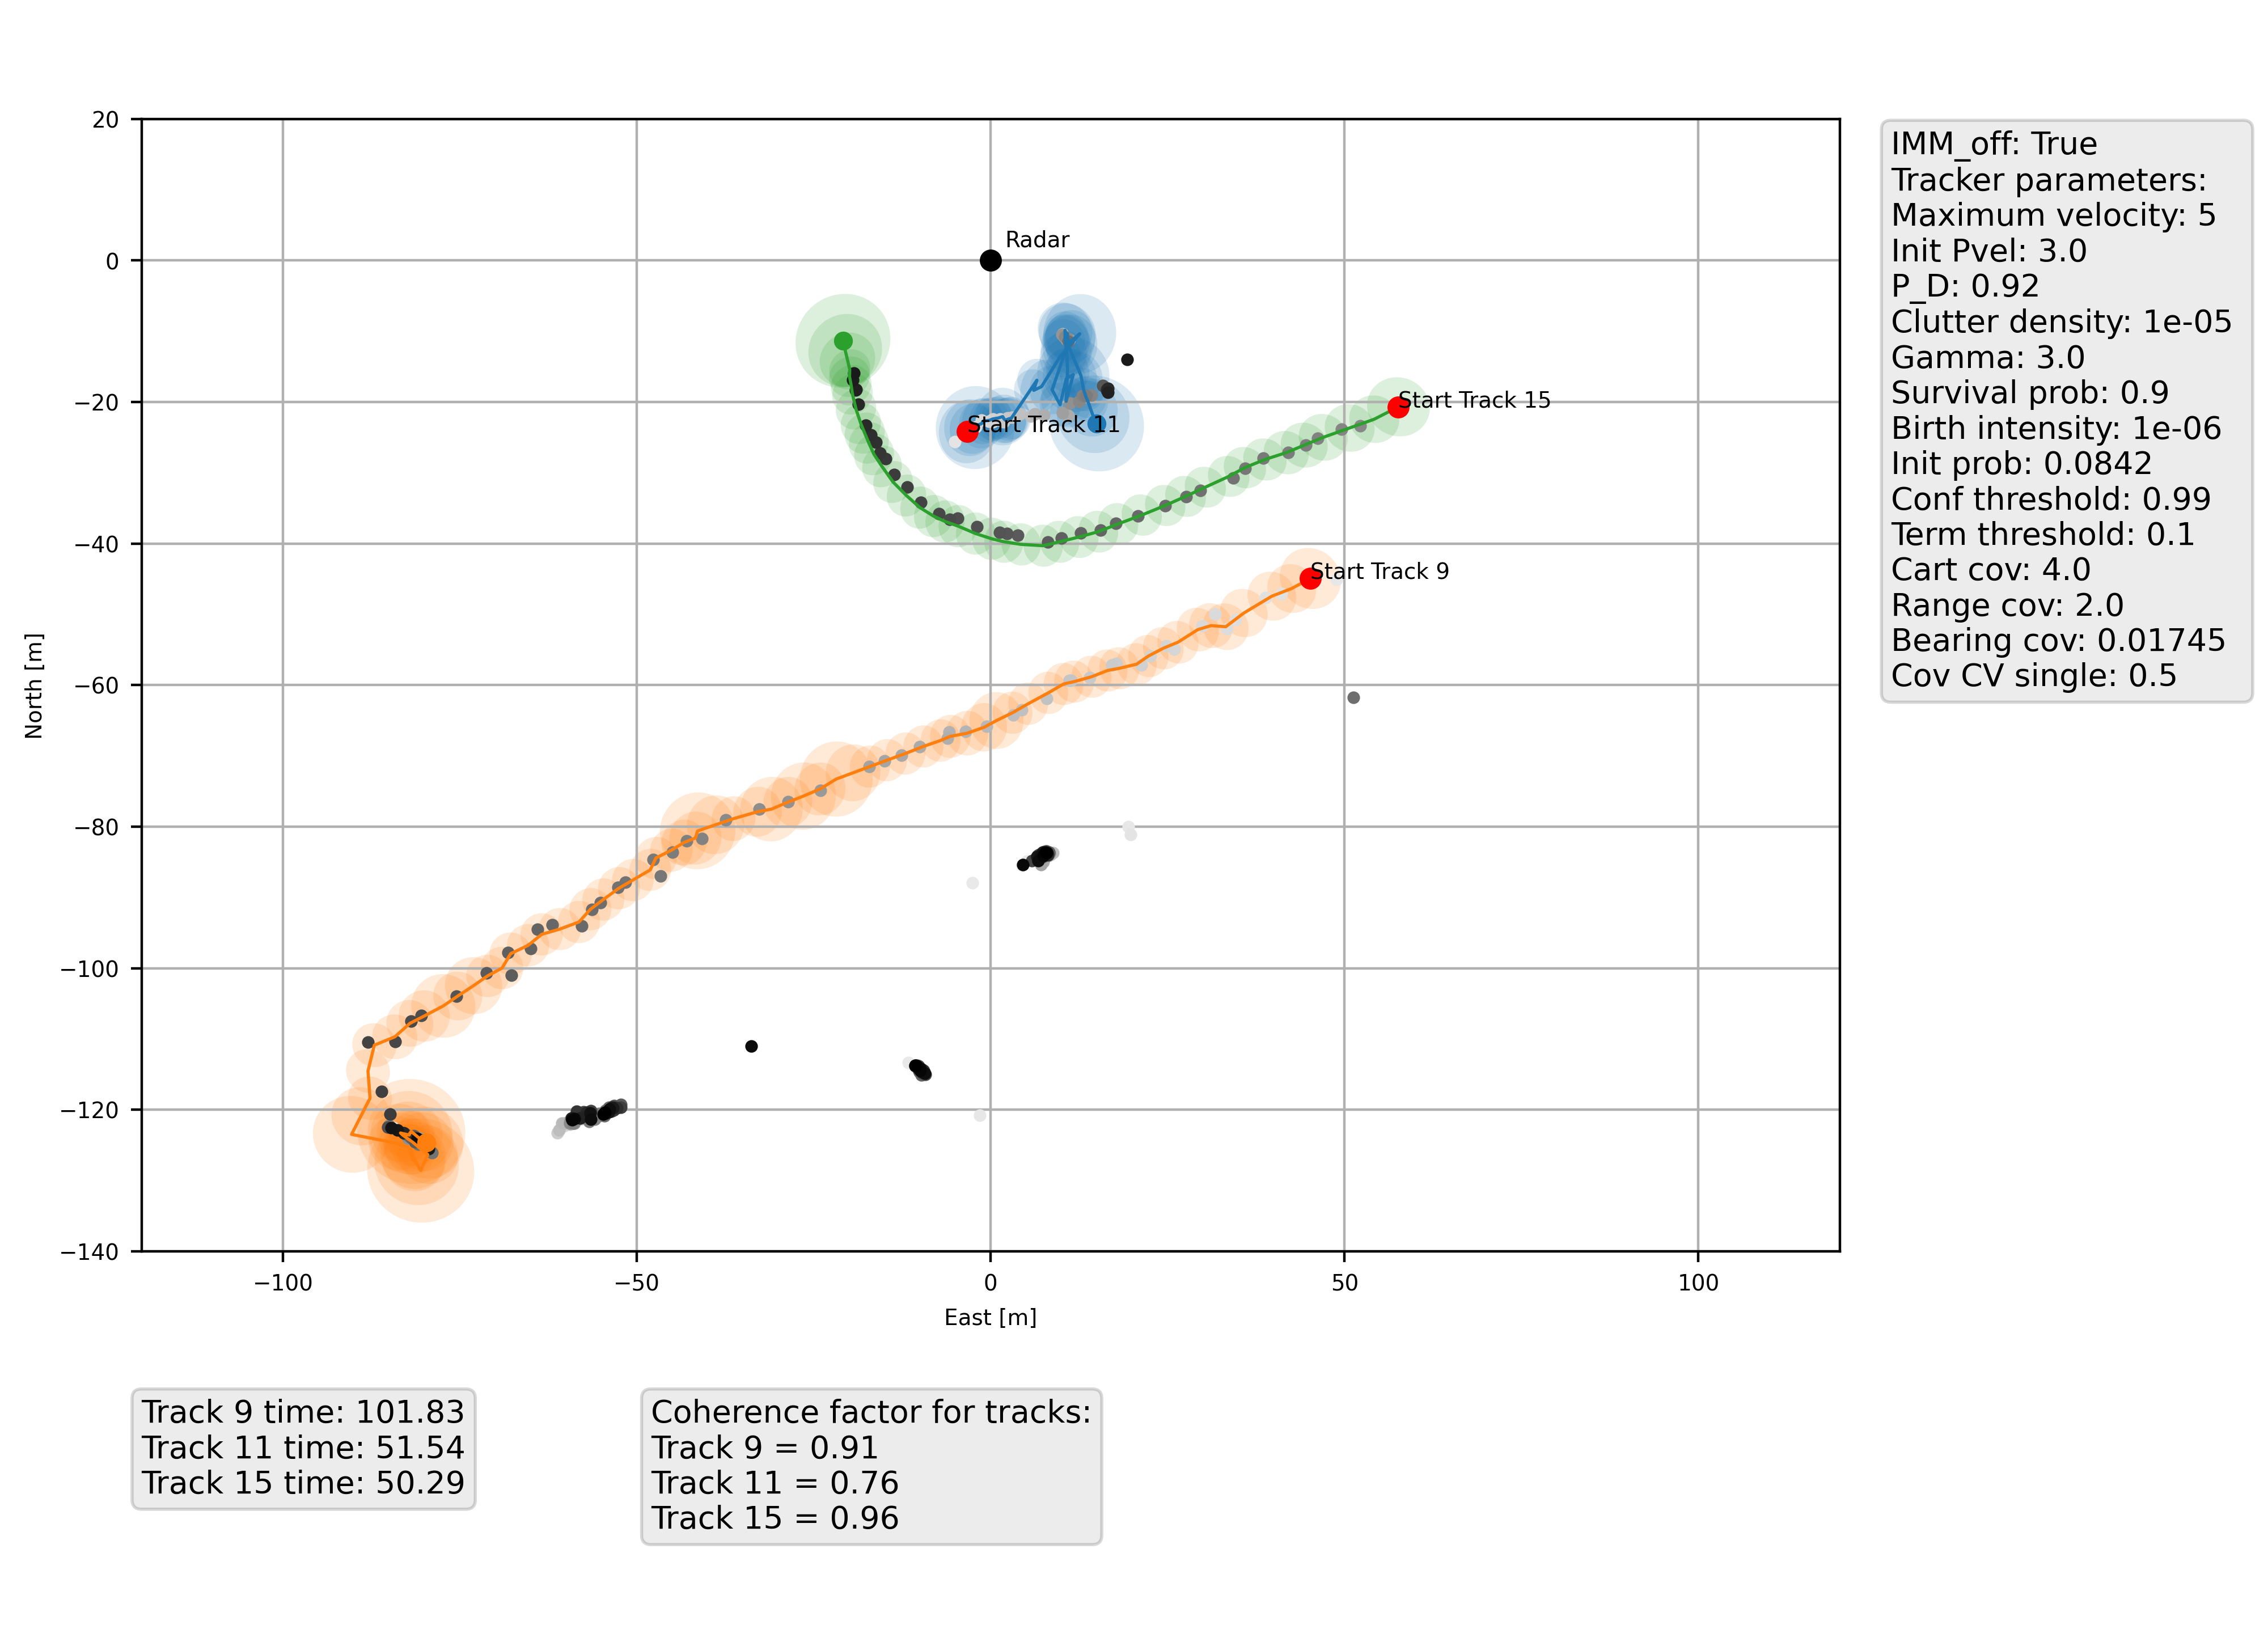 20
0
−20
−40
−60
−80
−100
−120
−140
North [m]
Radar
Start Track 15
Start Track 11
Start Track 9
−100
−50
0
50
100
East [m]
IMM_off: True
Tracker parameters:
Maximum velocity: 5
Init Pvel: 3.0
P_D: 0.92
Clutter density: 1e-05
Gamma: 3.0
Survival prob: 0.9
Birth intensity: 1e-06
Init prob: 0.0842
Conf threshold: 0.99
Term threshold: 0.1
Cart cov: 4.0
Range cov: 2.0
Bearing cov: 0.01745
Cov CV single: 0.5
Track 9 time: 101.83
Track 11 time: 51.54
Track 15 time: 50.29
Coherence factor for tracks:
Track 9 = 0.91
Track 11 = 0.76
Track 15 = 0.96